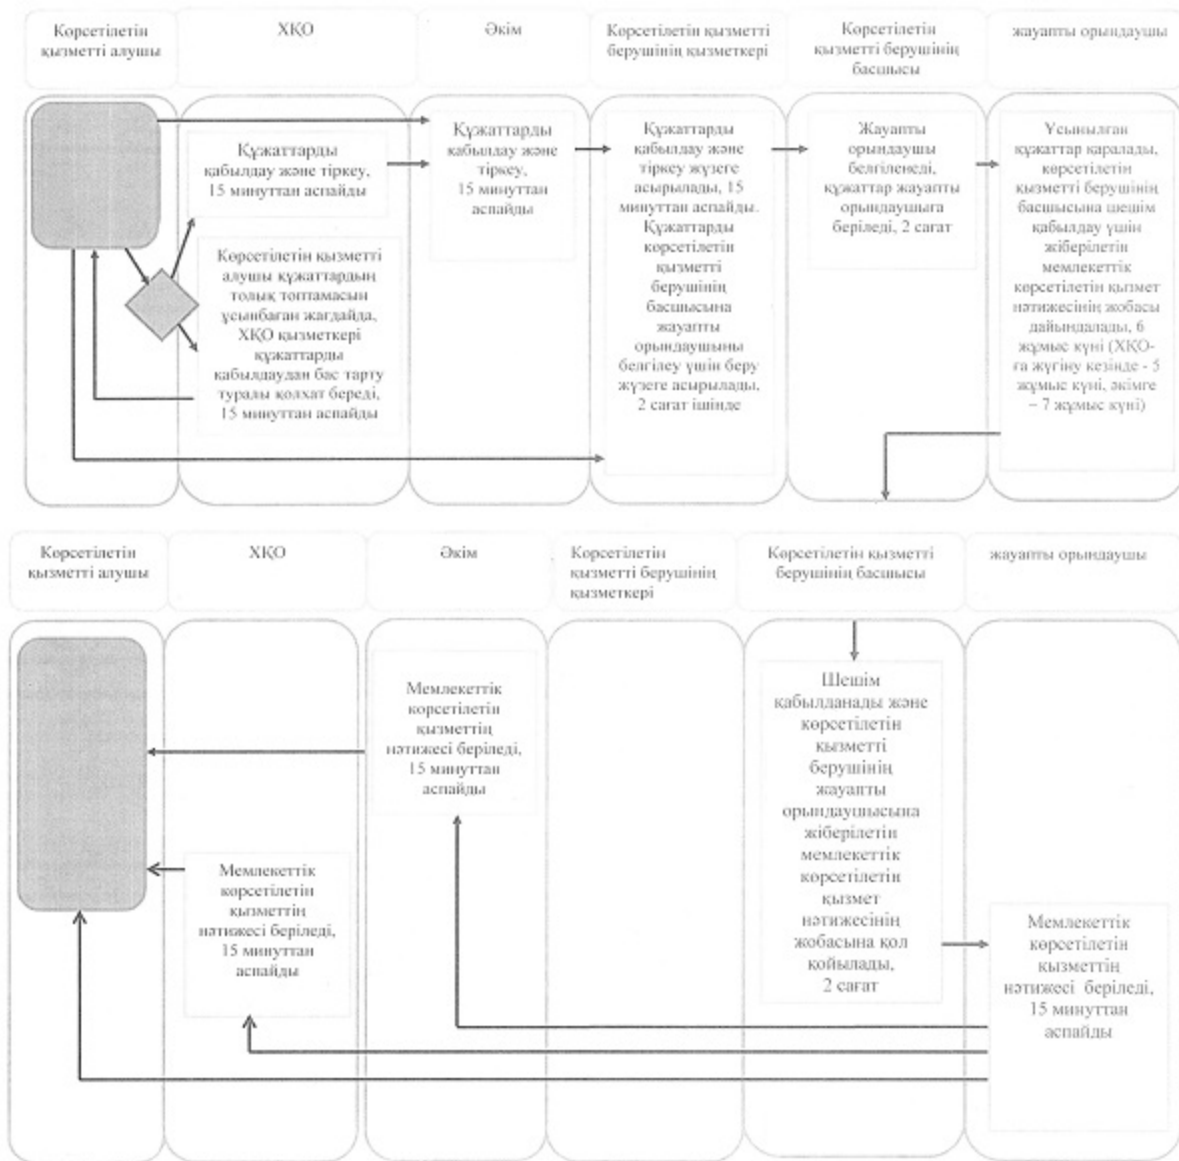 Көрсетілетін
қызметті алушы
ХҚО
Әкім
Көрсетілетін қызметті
берушінің қызметкері
Көрсетілетін
қызметті берушінің
басшысы
жауапты орындаушы
Құжаттарды
қабылдау және тіркеу,
15 минуттан аспайды
Көрсетілетін қызметті
алушы құжаттардың
толық топтамасын
ұсынбаған жағдайда,
ХҚО қызметкері
құжаттарды
қабылдаудан бас тарту
туралы қолхат береді,
15 минуттан аспайды
Құжаттарды
қабылдау және
тіркеу,
15 минуттан
аспайды
Құжаттарды
қабылдау және
тіркеу жүзеге
асырылады, 15
минуттан аспайды.
Құжаттарды
көрсетілетін
қызметті
берушінің
басшысына
жауапты
орындаушыны
белгілеу үшін беру
жүзеге асырылады,
2 сағат ішінде
Жауапты
орындаушы
белгіленеді,
құжаттар жауапты
орындаушыға
беріледі, 2 сағат
Ұсынылған
құжаттар қаралады,
көрсетілетін
қызметті берушінің
басшысына шешім
қабылдау үшін
жіберілетін
мемлекеттік
көрсетілетін қызмет
нәтижесінің жобасы
дайындалады, 6
жұмыс күні (ХҚО-
ға жүгіну кезінде - 5
жұмыс күні, әкімге
– 7 жұмыс күні)
Көрсетілетін
қызметті алушы
ХҚО
Әкім
Көрсетілетін
қызметті берушінің
қызметкері
Көрсетілетін қызметті
берушінің басшысы
жауапты орындаушы
Мемлекеттік
көрсетілетін
қызметтің
нәтижесі беріледі,
15 минуттан
аспайды
Мемлекеттік
көрсетілетін
қызметтің
нәтижесі беріледі,
15 минуттан
аспайды
Шешім
қабылданады және
көрсетілетін
қызметті
берушінің
жауапты
орындаушысына
жіберілетін
мемлекеттік
көрсетілетін
қызмет
нәтижесінің
жобасына қол
қойылады,
2 сағат
Мемлекеттік
көрсетілетін
қызметтің
нәтижесі беріледі,
15 минуттан
аспайды